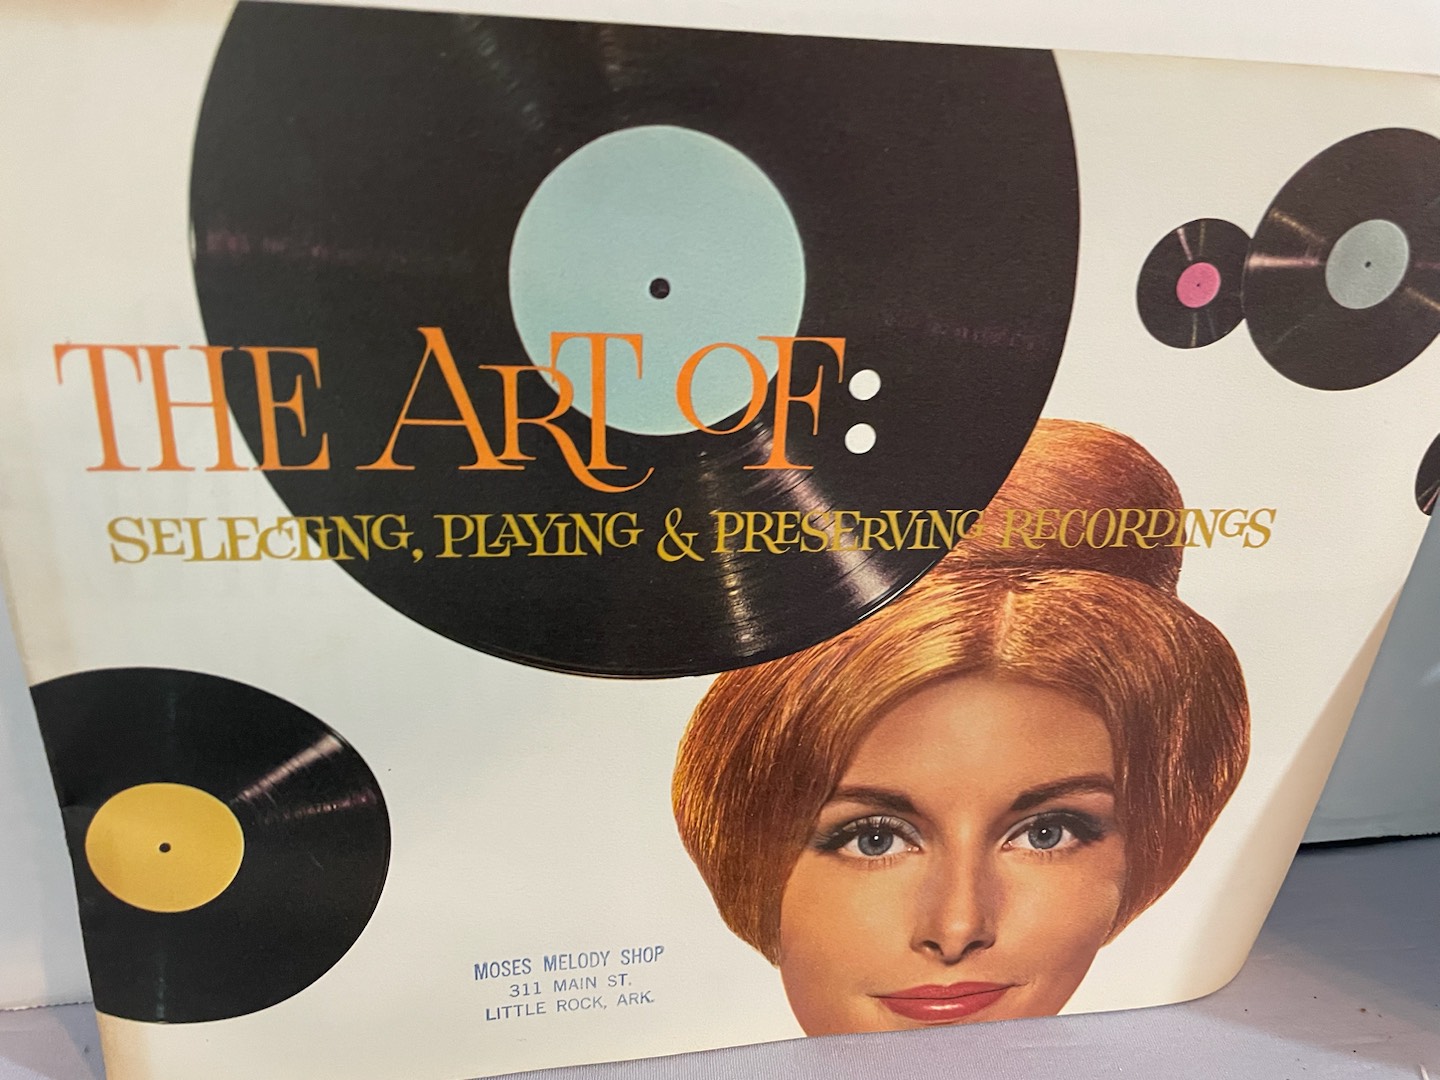 THE ART OF:
SELECTING, PLAYING & PRESERVING RECORDINGS
MOSES MELODY SHOP
311 MAIN ST.
LITTLE ROCK, ARK.